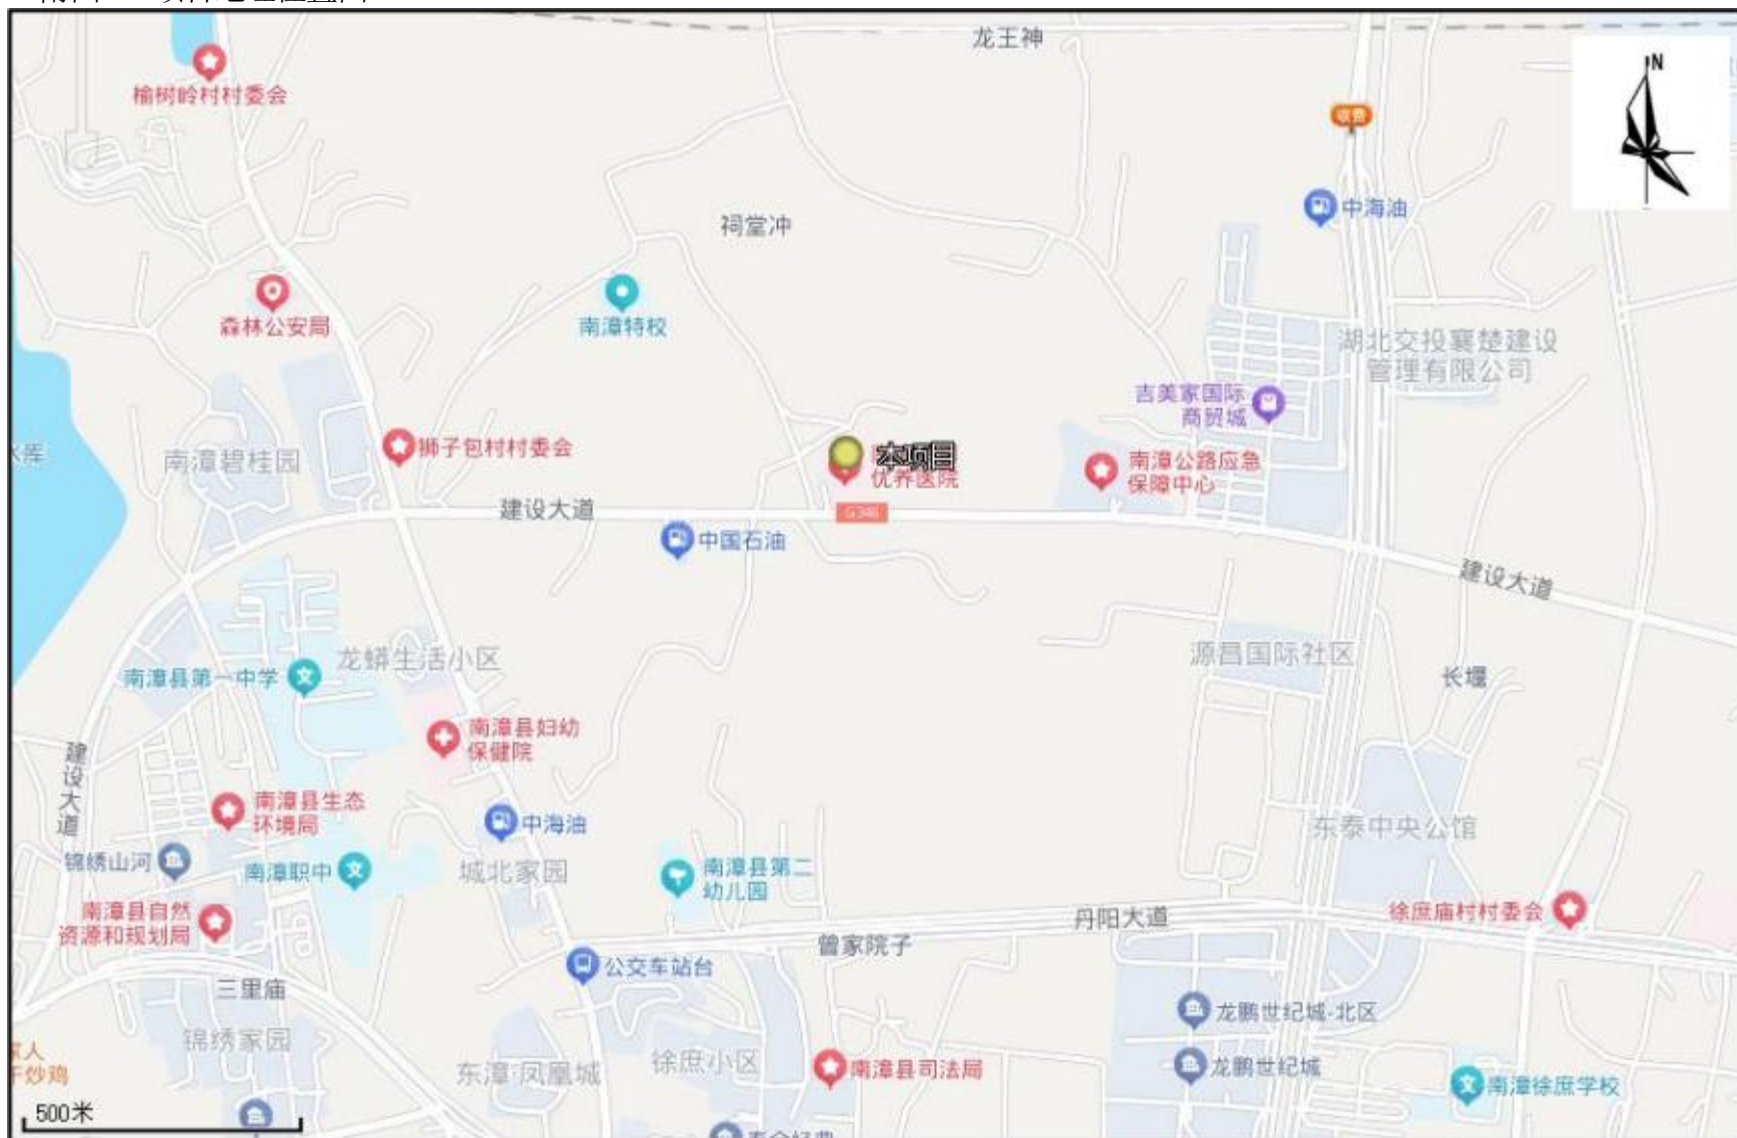 龙王神
N
榆树岭村村委会
收费
中海油
祠堂冲
森林公安局
南漳特校
湖北交投襄楚建设
管理有限公司
吉美家国际
商贸城
南漳碧桂园
狮子包村村委会
本项目
优养医院
南漳公路应急
保障中心
建设大道
G346
中国石油
建设大道
龙蟒生活小区
南漳县第一中学
源昌国际社区
长堰
南漳县妇幼
保健院
建设大道
南漳县生态
环境局
中海油
东泰中央公馆
锦绣山河
南漳职中
城北家园
南漳县第二
幼儿园
南漳县自然
资源和规划局
丹阳大道
徐庶庙村村委会
曾家院子
公交车站台
三里庙
龙鹏世纪城-北区
锦绣家园
东漳·凤凰城
徐庶小区
南漳县司法局
龙鹏世纪城
南漳徐庶学校
500米